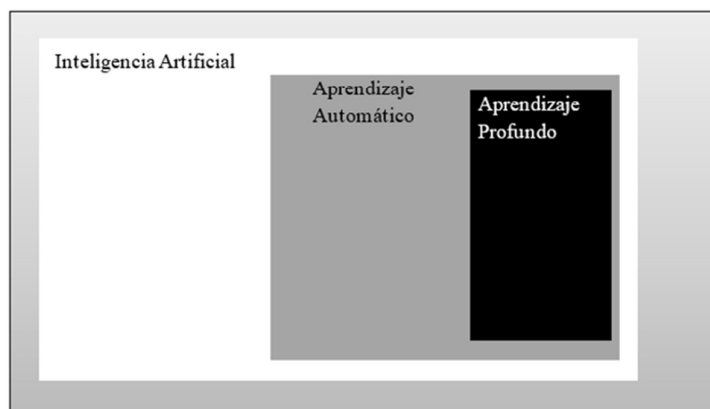 Inteligencia Artificial
Aprendizaje
Automático
Aprendizaje
Profundo